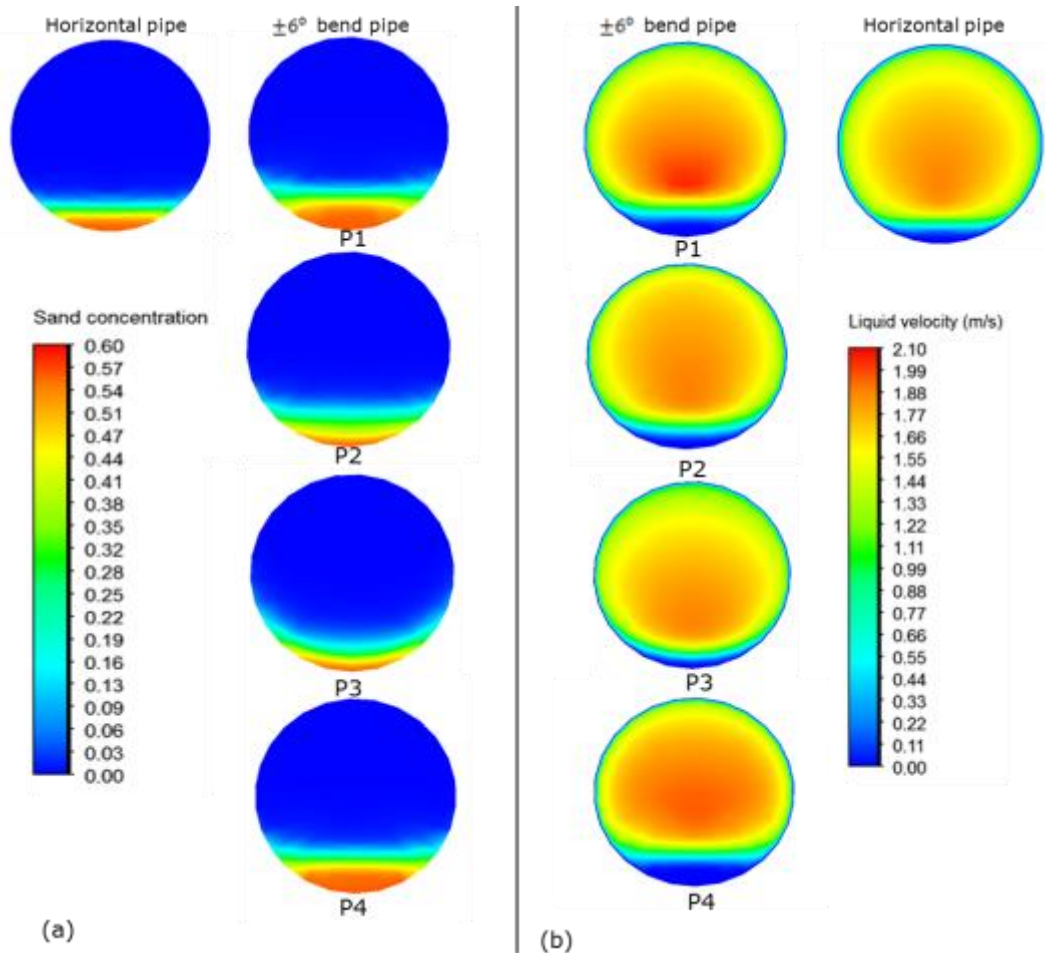 Horizontal pipe
±6° bend pipe
P1
P2
P3
P4
Sand concentration
0.60
0.57
0.54
0.51
0.47
0.44
0.41
0.38
0.35
0.32
0.28
0.25
0.22
0.19
0.16
0.13
0.09
0.06
0.03
0.00
(a)
±6° bend pipe
Horizontal pipe
P1
P2
P3
P4
Liquid velocity (m/s)
2.10
1.99
1.88
1.77
1.66
1.55
1.44
1.33
1.22
1.11
0.99
0.88
0.77
0.66
0.55
0.44
0.33
0.22
0.11
0.00
(b)